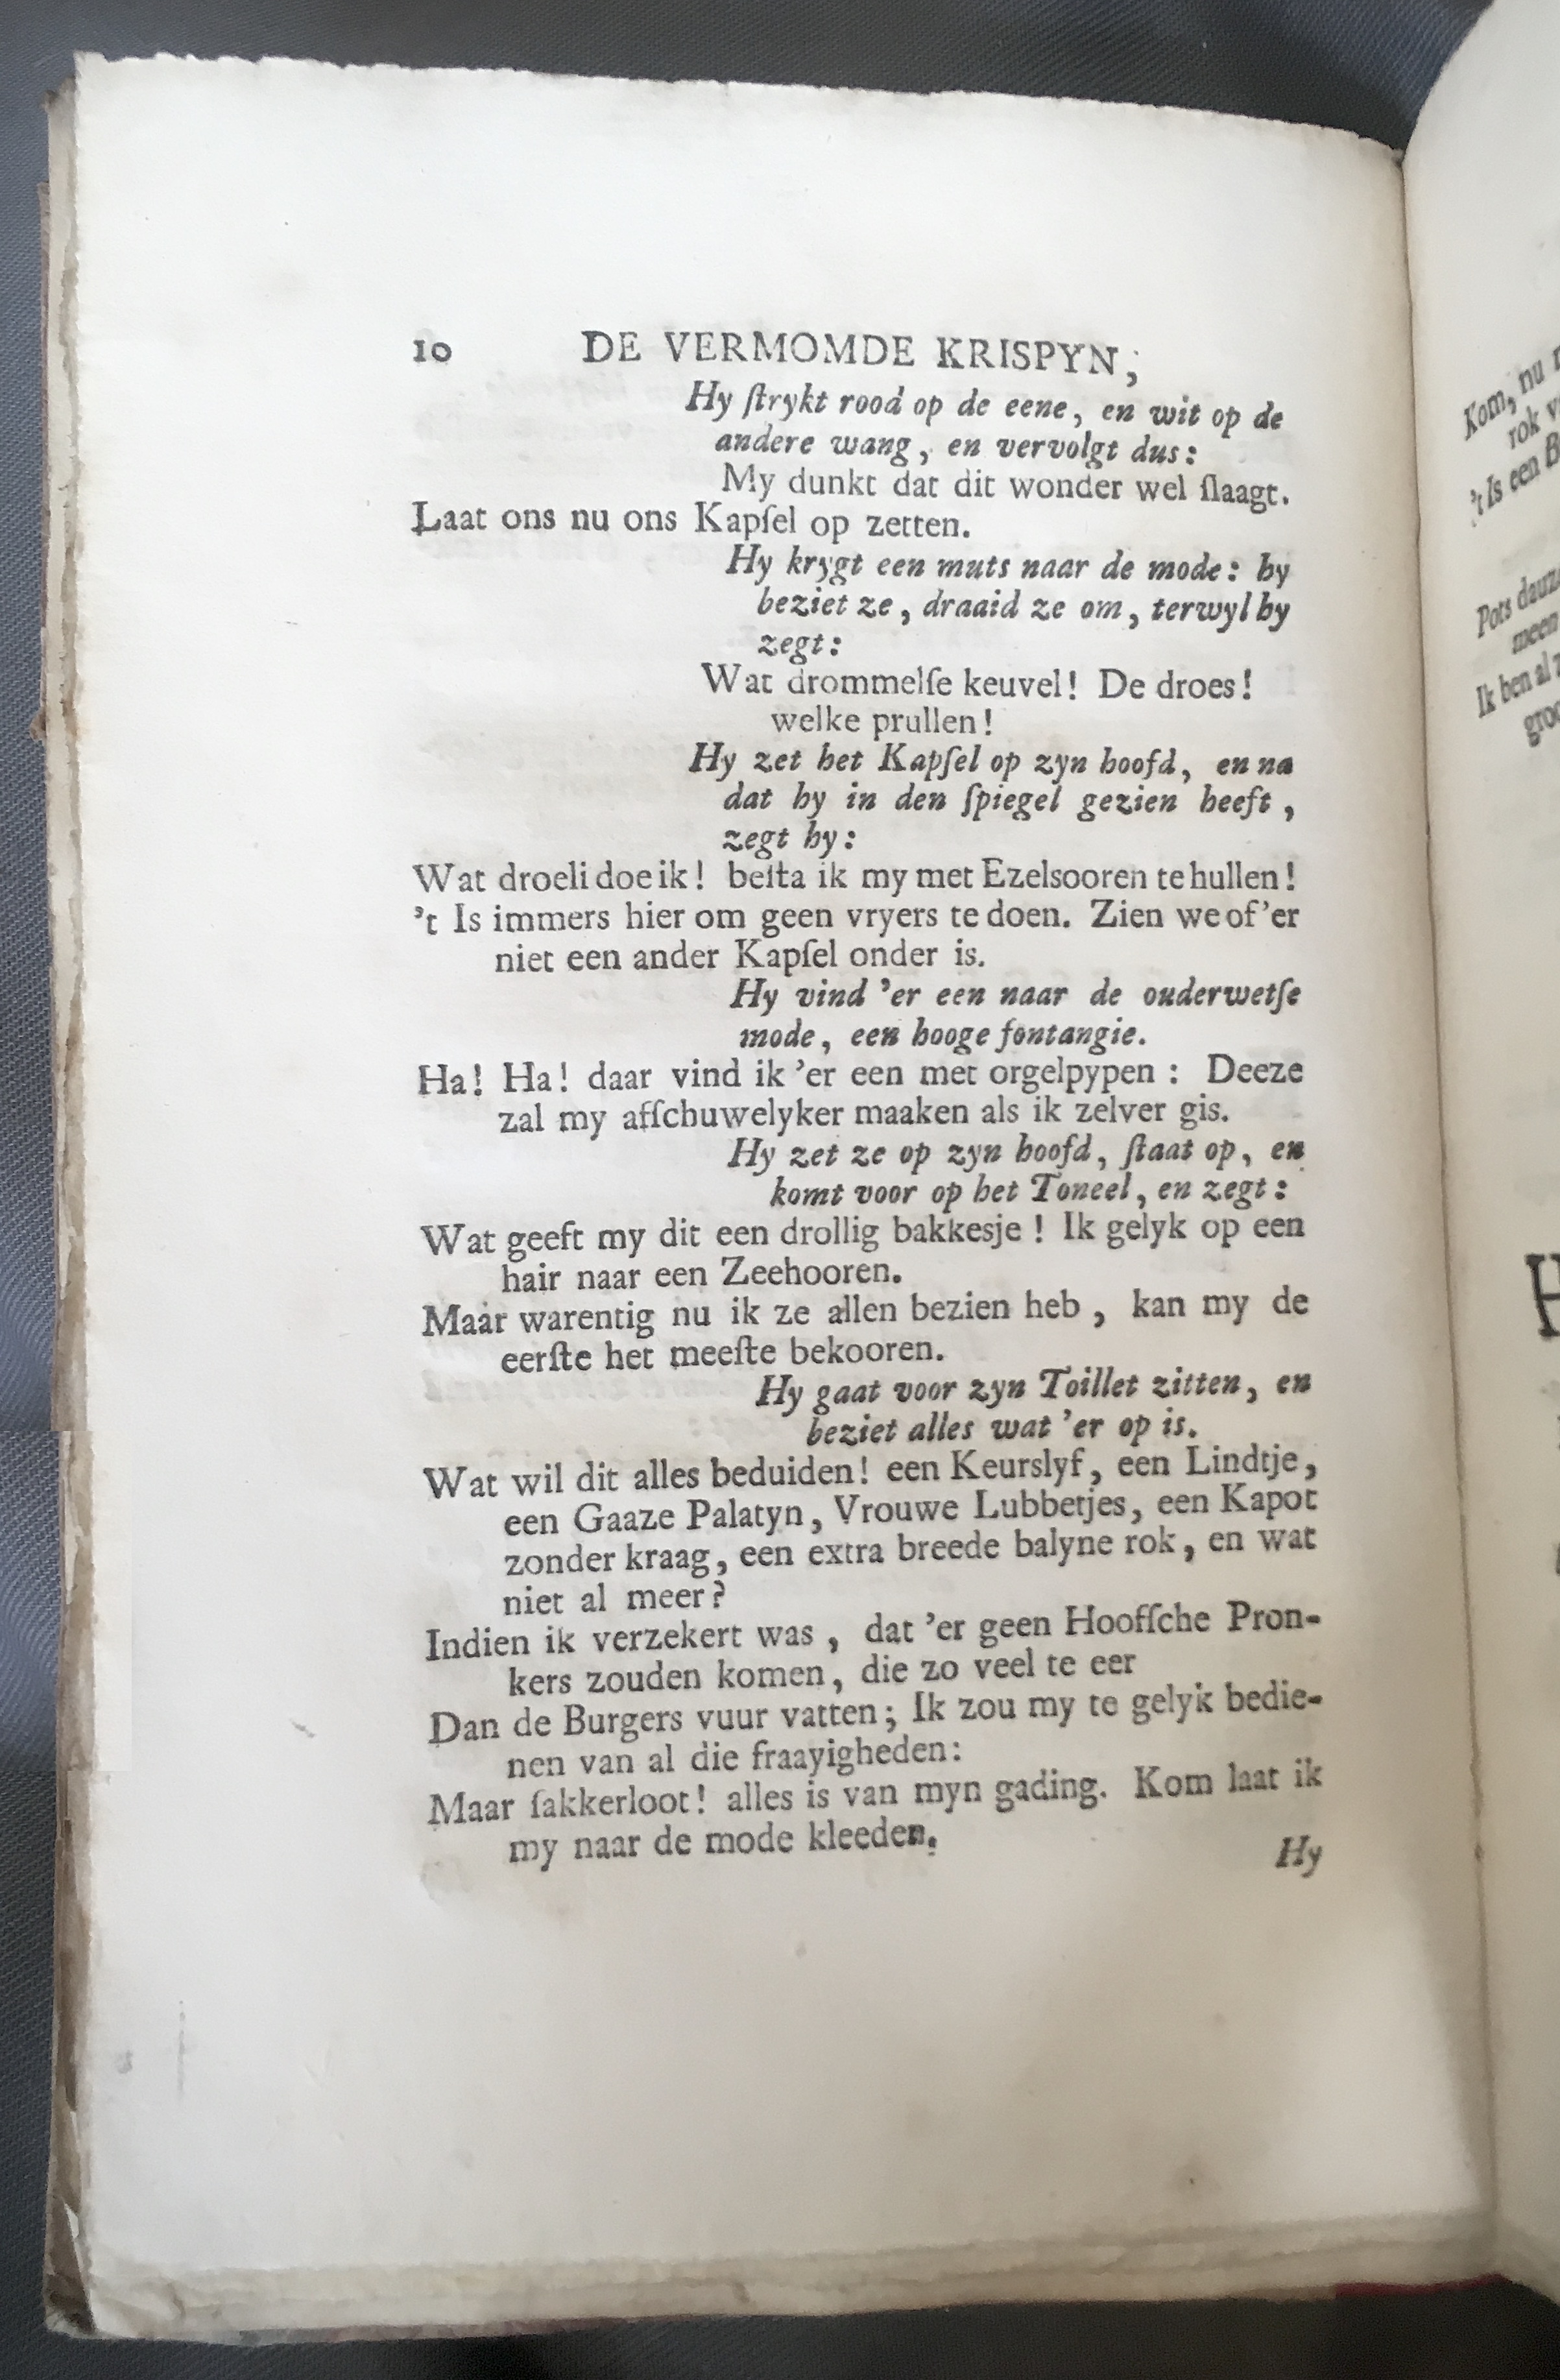 10 DE VERMOMDE KRISPYN,
Hy ſtrykt rood op de eene, en wit op de
andere wang, en vervolgt dus:
My dunkt dat dit wonder wel ſlaagt.
Laat ons nu ons Kapſel op zetten.
Hy krygt een muts naar de mode: hy
beziet ze, draaid ze om, terwyl hy
zegt:
Wat drommelſe keuvel! De droes!
welke prullen!
Hy zet het Kapſel op zyn hoofd, en na
dat hy in den ſpiegel gezien heeft,
zegt hy:
Wat droeſ doe ik! beſta ik my met Ezelsooren te hullen!
't Is immers hier om geen vryers te doen. Zien we of 'er
niet een ander Kapſel onder is.
Hy vind 'er een naar de ouderwetſe
mode, een hooge fontangie.
Ha! Ha! daar vind ik 'er een met orgelpypen: Deeze
zal my afſchuwelyker maaken als ik zelver gis.
Hy zet ze op zyn hoofd, ſtaat op, en
komt voor op het Toneel, en zegt:
Wat geeft my dit een drollig bakkesje! Ik gelyk op een
hair naar een Zeehooren.
Maar warentig nu ik ze allen bezien heb, kan my de
eerſte het meeſte bekooren.
Hy gaat voor zyn Toillet zitten, en
beziet alles wat 'er op is.
Wat wil dit alles beduiden! een Keurslyf, een Lindtje,
een Gaaze Palatyn, Vrouwe Lubbetjes, een Kapot
zonder kraag, een extra breede balyne rok, en wat
niet al meer?
Indien ik verzekert was, dat 'er geen Hoofſche Pron-
kers zouden komen, die zo veel te eer
Dan de Burgers vuur vatten; Ik zou my te gelyk bedie-
nen van al die fraayigheden:
Maar ſakkerloot! alles is van myn gading. Kom laat ik
my naar de mode kleeden.
Hy
Kom, nu
rok
't Is een
Pots
meen
Ik ben al